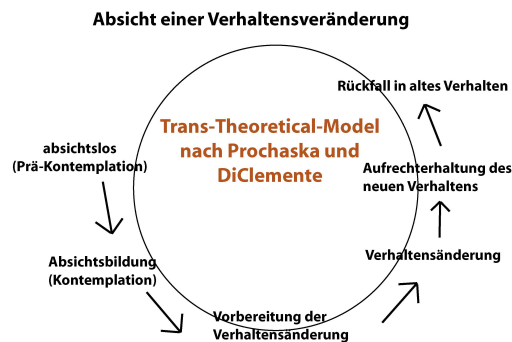 Absicht einer Verhaltensveränderung
Trans-Theoretical-Model
nach Prochaska und
DiClemente
absichtslos
(Prä-Kontemplation)
Absichtsbildung
(Kontemplation)
Vorbereitung der
Verhaltensänderung
Verhaltensänderung
Aufrechterhaltung des
neuen Verhaltens
Rückfall in altes Verhalten